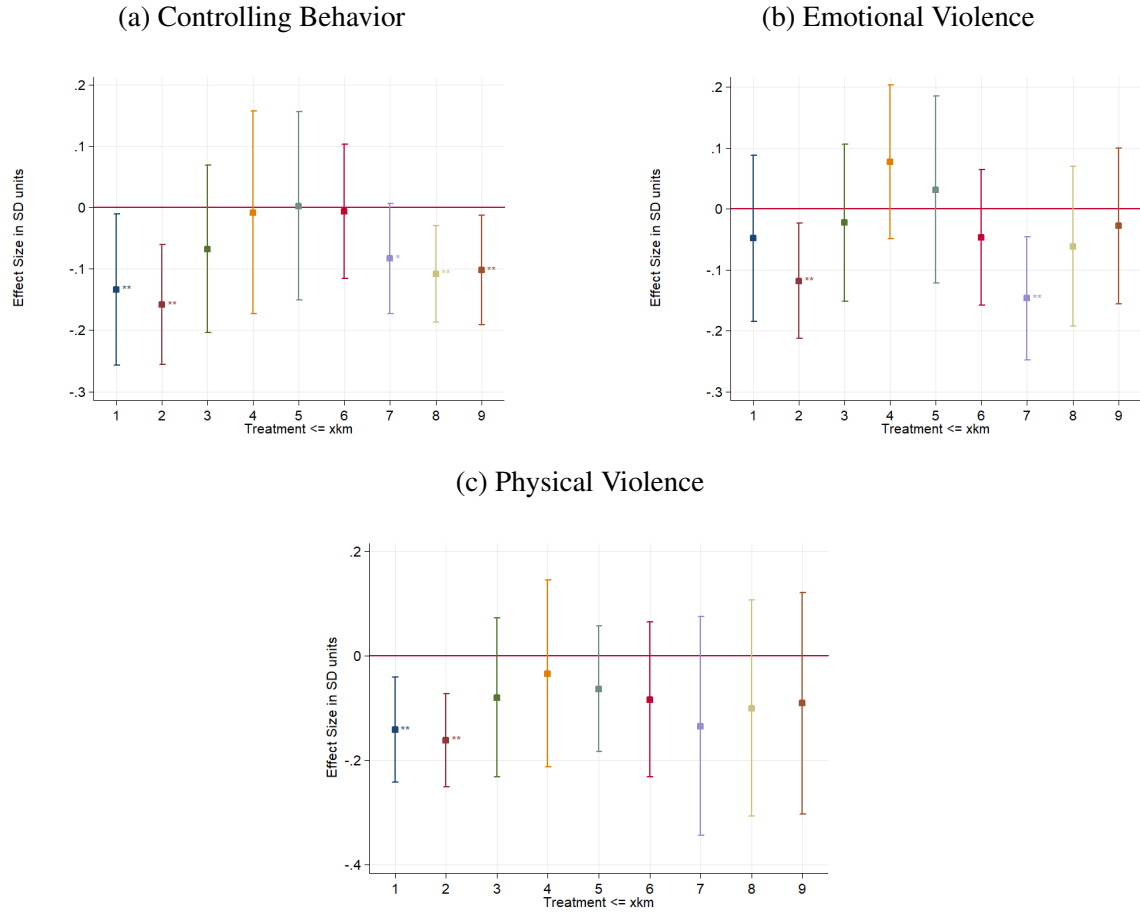 (a) Controlling Behavior
Effect Size in SD units
.2
.1
0
-.1
-.2
-.3
**
**
*
**
**
1 2 3 4 5 6 7 8 9
Treatment <= xkm
(b) Emotional Violence
Effect Size in SD units
.2
.1
0
-.1
-.2
-.3
**
**
1 2 3 4 5 6 7 8 9
Treatment <= xkm
(c) Physical Violence
Effect Size in SD units
.2
0
-.2
-.4
**
**
1 2 3 4 5 6 7 8 9
Treatment <= xkm